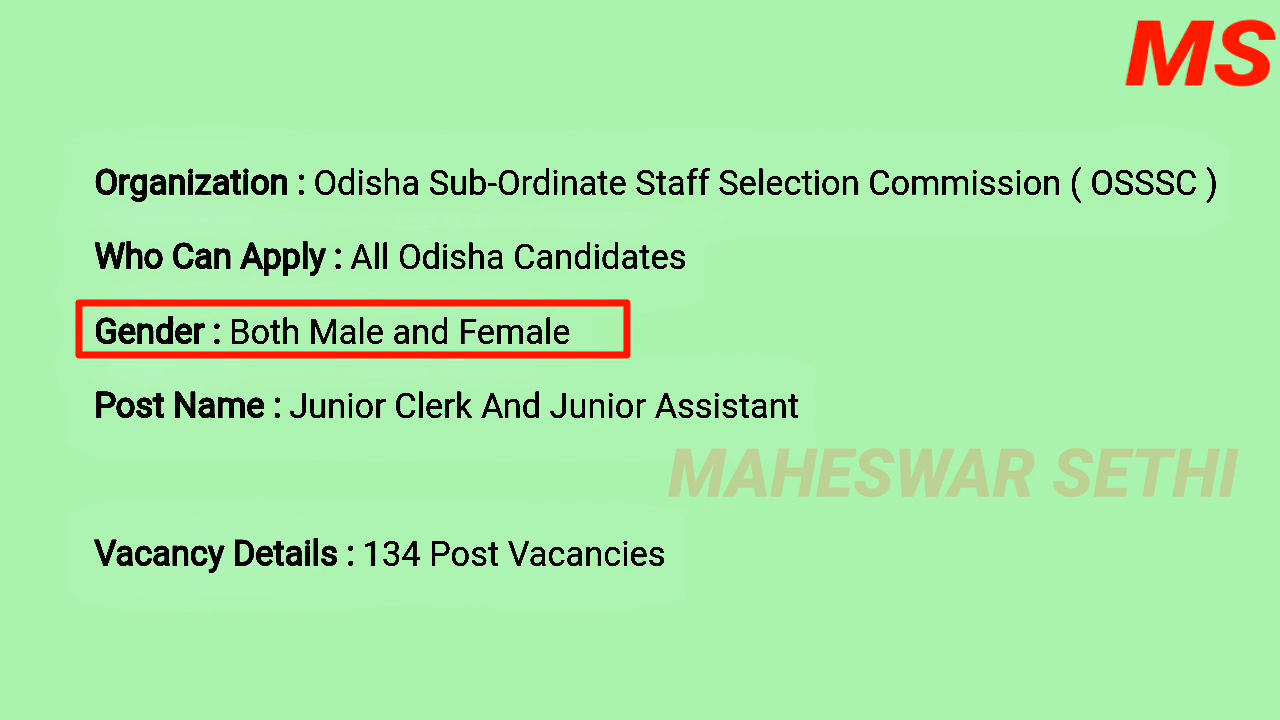 MS
Organization : Odisha Sub-Ordinate Staff Selection Commission ( OSSSC )
Who Can Apply : All Odisha Candidates
Gender : Both Male and Female
Post Name : Junior Clerk And Junior Assistant
MAHESWAR SETHI
Vacancy Details : 134 Post Vacancies